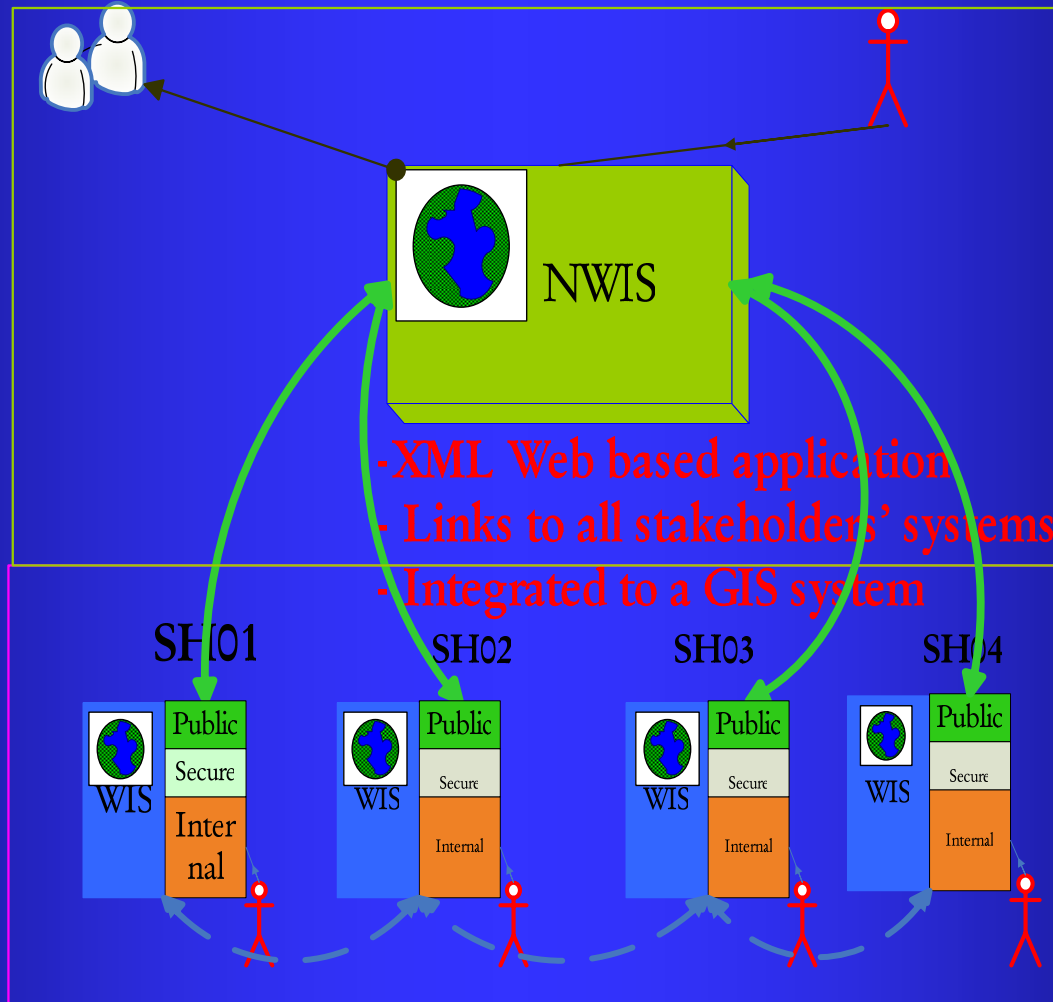 NWIS
-XML Web based application
- Links to all stakeholders’ systems
- Integrated to a GIS system
SH01
SH02
SH03
SH04
WIS
Public
Secure
Inter
nal
WIS
Public
Secure
Internal
WIS
Public
Secure
Internal
WIS
Public
Secure
Internal